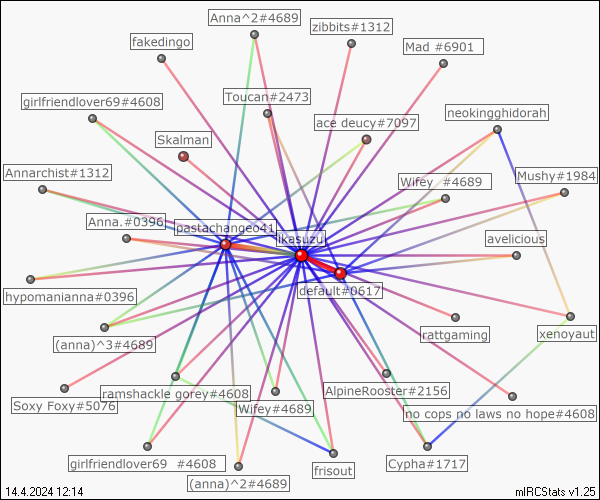 Anna^2#4689
zibbits#1312
fakedingo
Mad #6901
girlfriendlover69#4608
Toucan#2473
neokingghidorah
ace deucy#7097
Skalman
Annarchist#1312
Wifey #4689
Mushy#1984
Anna.#0396
pastachangeo41
ikasuzu
avelicious
hypomanianna#0396
default#0617
rattgaming
xenoyaut
(anna)^3#4689
ramshackle gorey#4608
AlpineRooster#2156
Soxy Foxy#5076
Wifey#4689
no cops no laws no hope#4608
girlfriendlover69 #4608
frisout
Cypha#1717
(anna)^2#4689
14.4.2024 12:14
mIRCStats v1.25